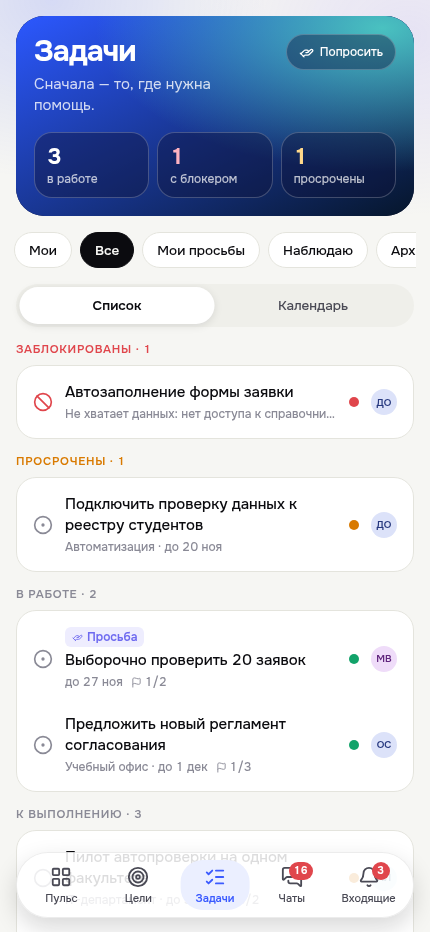 Задачи
Попросить
Сначала — то, где нужна
помощь.
3
в работе
1
с блокером
1
просрочены
Мои
Все
Мои просьбы
Наблюдаю
Арх
Список
Календарь
ЗАБЛОКИРОВАНЫ · 1
Автозаполнение формы заявки
Не хватает данных: нет доступа к справочни...
ДО
ПРОСРОЧЕНЫ · 1
Подключить проверку данных к
реестру студентов
Автоматизация · до 20 ноя
ДО
В РАБОТЕ · 2
Просьба
Выборочно проверить 20 заявок
до 27 ноя 1/2
МВ
Предложить новый регламент
согласования
Учебный офис · до 1 дек 1/3
ОС
К ВЫПОЛНЕНИЮ · 3
Пилот автопроверки на одном
Пульс
Цели
Задачи
16
Чаты
3
Входящие